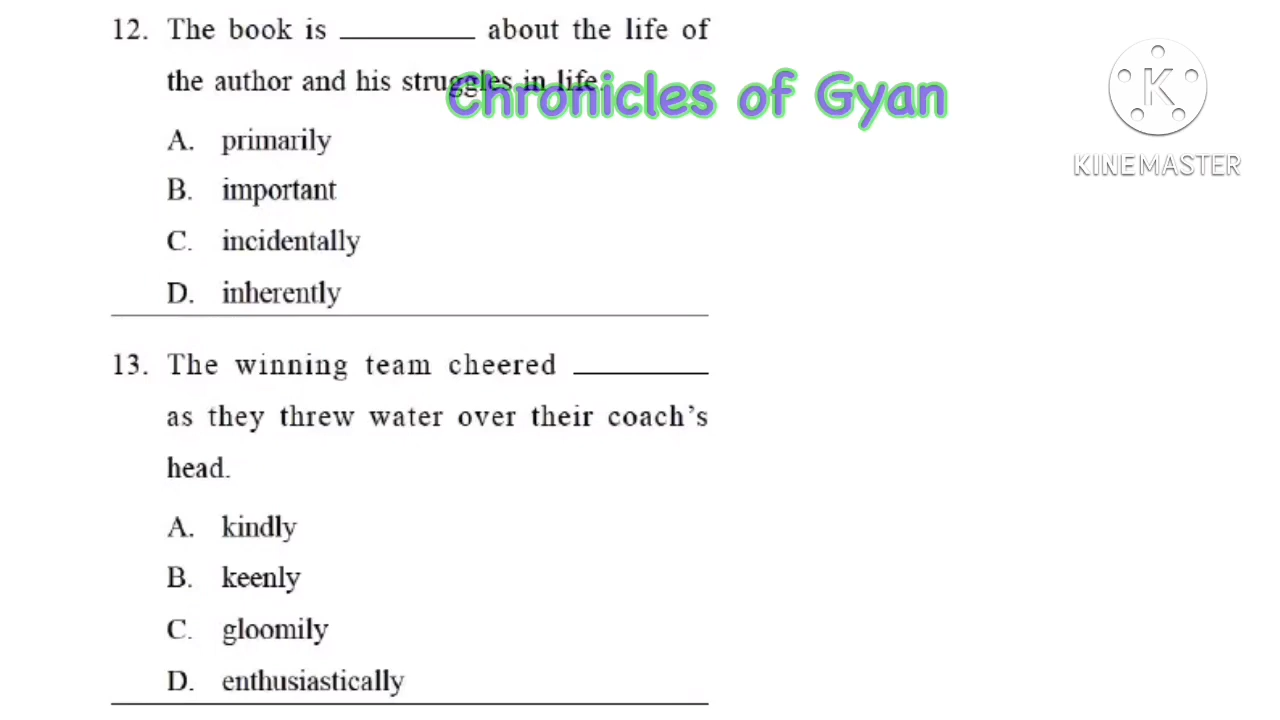 12. The book is ________ about the life of
the author and his struggles in life.
Chronicles of Gyan
K
KINEMASTER
A. primarily
B. important
C. incidentally
D. inherently
13. The winning team cheered ________
as they threw water over their coach’s
head.
A. kindly
B. keenly
C. gloomily
D. enthusiastically